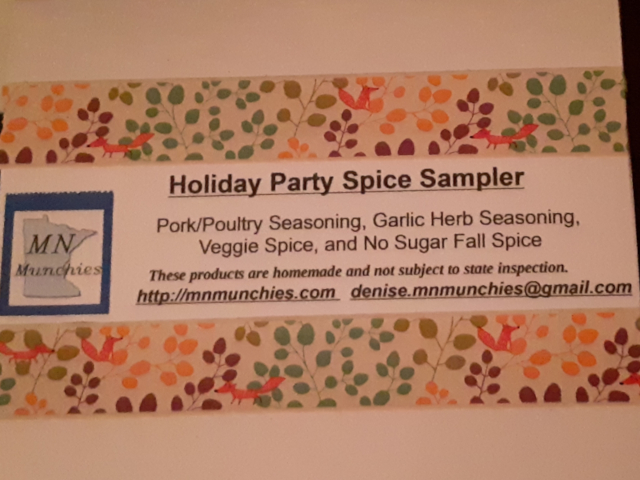 Holiday Party Spice Sampler
MN
Munchies
Pork/Poultry Seasoning, Garlic Herb Seasoning,
Veggie Spice, and No Sugar Fall Spice
These products are homemade and not subject to state inspection.
http://mnmunchies.com denise.mnmunchies@gmail.com